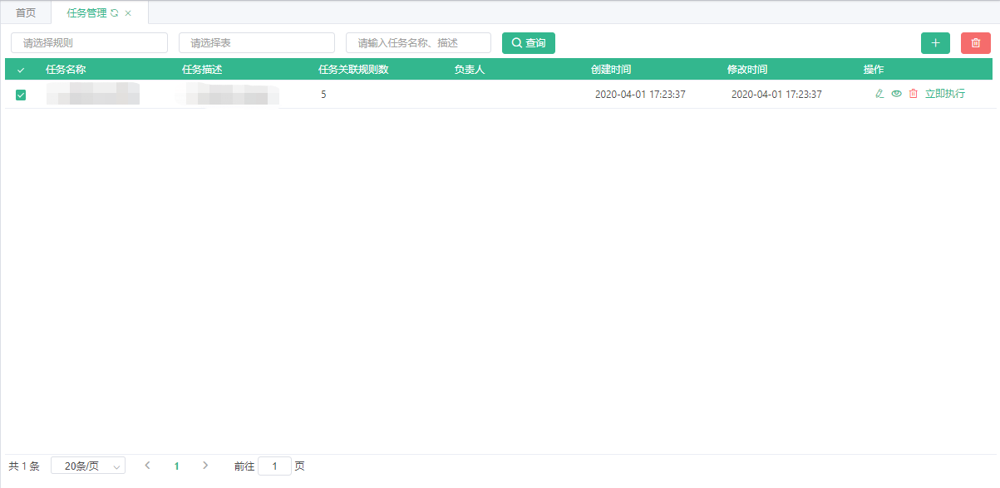 首页 任务管理
请选择规则 请选择表 请输入任务名称、描述 查询
任务名称 任务描述 任务关联规则数 负责人 创建时间 修改时间 操作
5 2020-04-01 17:23:37 2020-04-01 17:23:37 立即执行
共 1 条 20条/页 1 前往 1 页